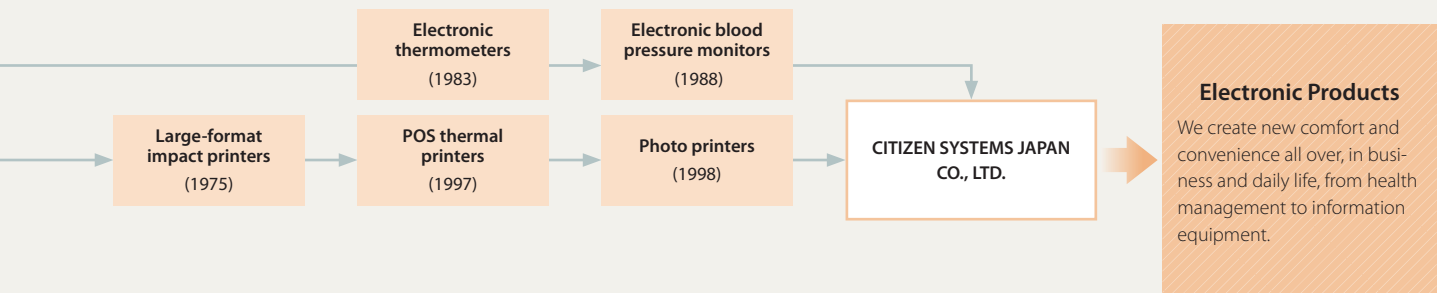 Electronic
thermometers
(1983)
Electronic blood
pressure monitors
(1988)
Large-format
impact printers
(1975)
POS thermal
printers
(1997)
Photo printers
(1998)
CITIZEN SYSTEMS JAPAN
CO., LTD.
Electronic Products
We create new comfort and
convenience all over, in busi-
ness and daily life, from health
management to information
equipment.